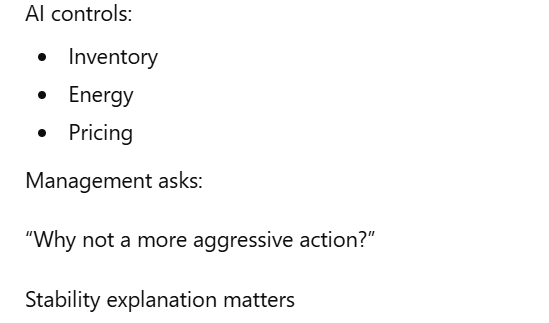 AI controls:
• Inventory
• Energy
• Pricing
Management asks:
“Why not a more aggressive action?”
Stability explanation matters